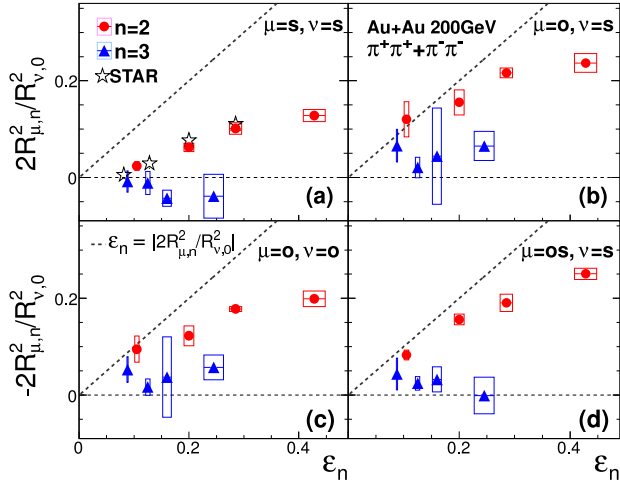 n=2
n=3
STAR
μ=s, ν=s
(a)
Au+Au 200GeV
π⁺π⁺+π⁻π⁻
μ=o, ν=s
(b)
2R²μ,n/R²ν,0
0
0.2
εn = |2R²μ,n/R²ν,0|
μ=o, ν=o
(c)
μ=os, ν=s
(d)
-2R²μ,n/R²ν,0
0
0.2
0 0.2 0.4 0.2 0.4
εn εn